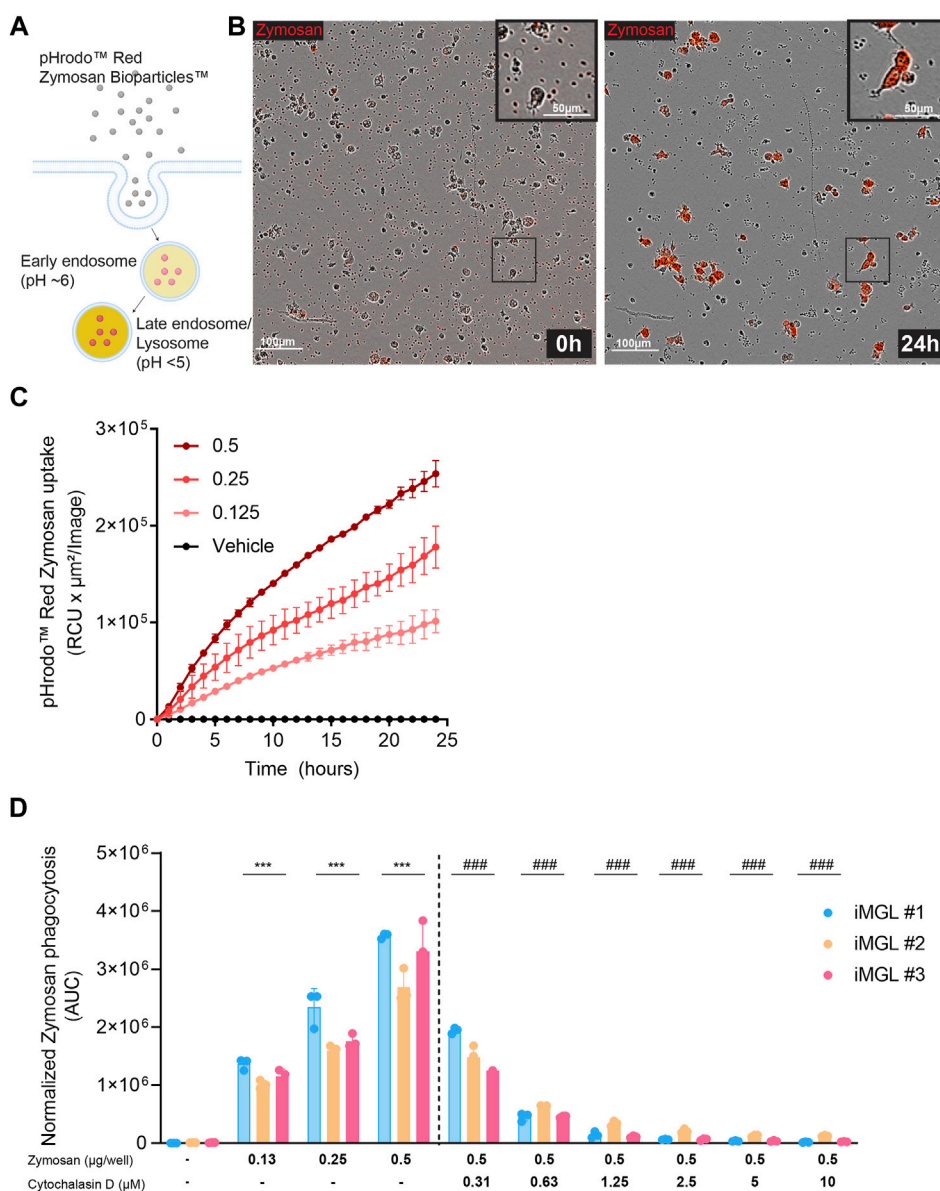 A
pHrodo™ Red
Zymosan Bioparticles™
Early endosome
(pH ~6)
Late endosome/
Lysosome
(pH <5)
B
Zymosan
50µm
100µm
0h
Zymosan
50µm
100µm
24h
C
pHrodo™ Red Zymosan uptake
(RCU x µm²/Image)
3×10⁵
2×10⁵
1×10⁵
0
0.5
0.25
0.125
Vehicle
0 5 10 15 20 25
Time (hours)
D
Normalized Zymosan phagocytosis
(AUC)
5×10⁶
4×10⁶
3×10⁶
2×10⁶
1×10⁶
0
*** *** *** ### ### ### ### ### ###
iMGL #1
iMGL #2
iMGL #3
Zymosan (µg/well) - 0.13 0.25 0.5 0.5 0.5 0.5 0.5 0.5 0.5
Cytochalasin D (µM) - - - - 0.31 0.63 1.25 2.5 5 10